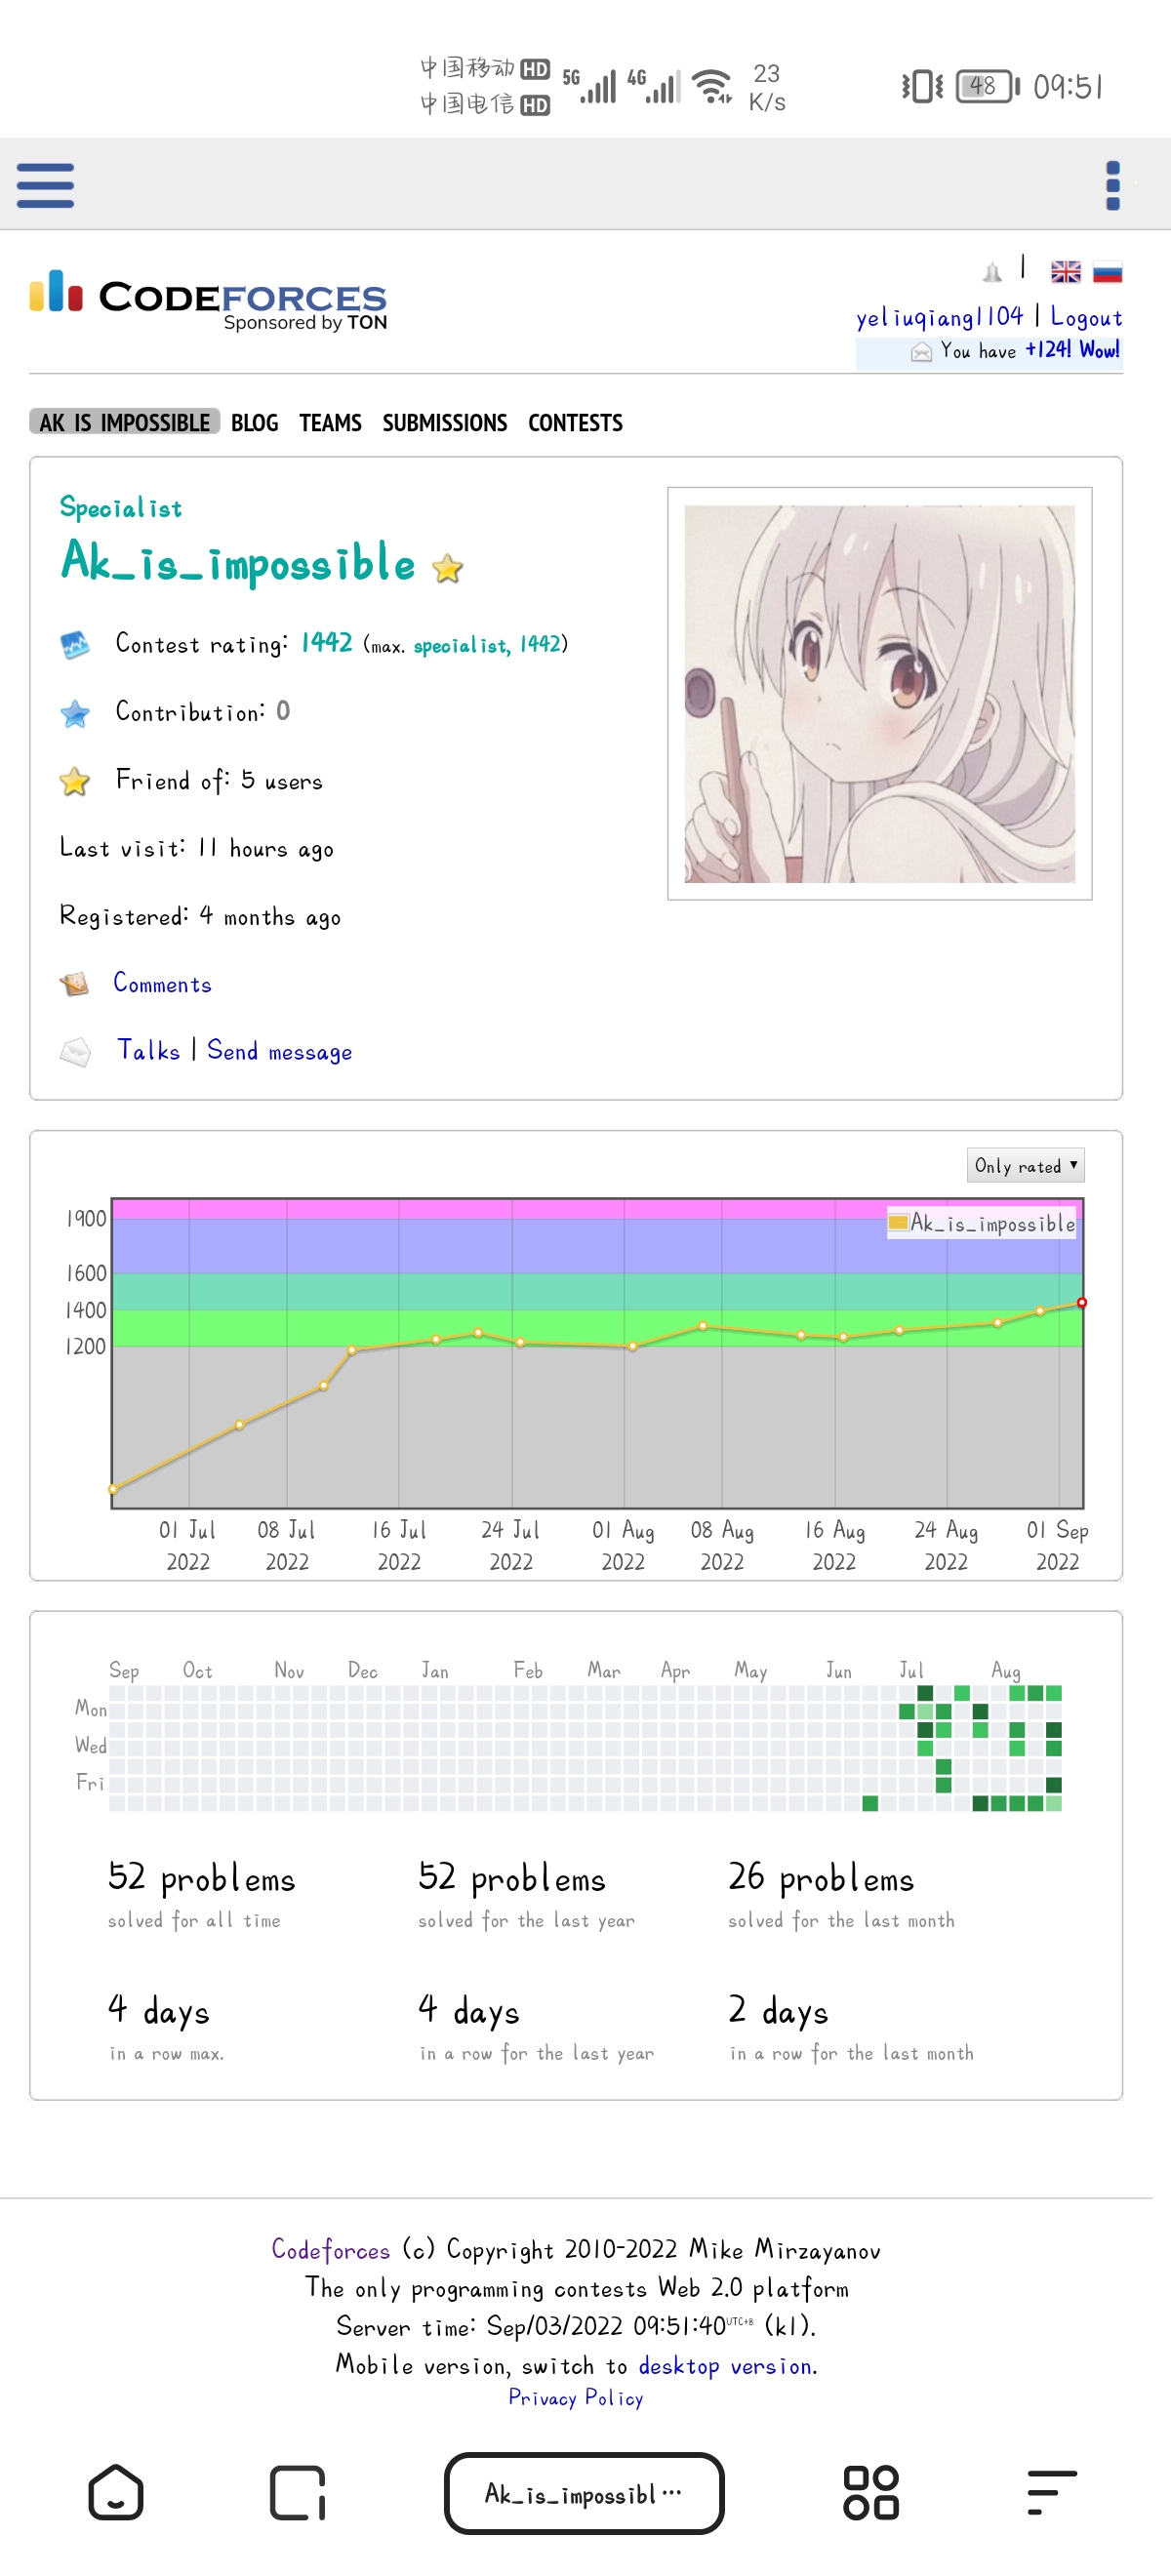 中国移动 HD 5G 4G 23
中国电信 HD K/s 48 09:51
CODEFORCES
Sponsored by TON
|
yeliuqiang1104 | Logout
You have +124! Wow!
AK IS IMPOSSIBLE BLOG TEAMS SUBMISSIONS CONTESTS
Specialist
Ak_is_impossible
Contest rating: 1442 (max. specialist, 1442)
Contribution: 0
Friend of: 5 users
Last visit: 11 hours ago
Registered: 4 months ago
Comments
Talks | Send message
Only rated ▼
Ak_is_impossible
1900
1600
1400
1200
01 Jul 08 Jul 16 Jul 24 Jul 01 Aug 08 Aug 16 Aug 24 Aug 01 Sep
2022 2022 2022 2022 2022 2022 2022 2022 2022
Sep Oct Nov Dec Jan Feb Mar Apr May Jun Jul Aug
Mon
Wed
Fri
52 problems 52 problems 26 problems
solved for all time solved for the last year solved for the last month
4 days 4 days 2 days
in a row max. in a row for the last year in a row for the last month
Codeforces (c) Copyright 2010-2022 Mike Mirzayanov
The only programming contests Web 2.0 platform
Server time: Sep/03/2022 09:51:40 UTC+8 (k1).
Mobile version, switch to desktop version.
Privacy Policy
Ak_is_impossibl···